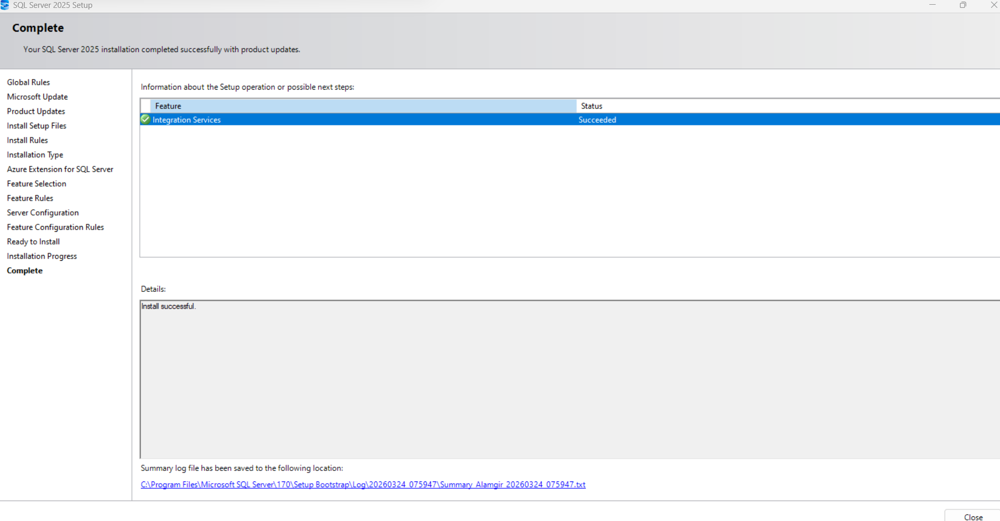 SQL Server 2025 Setup
Complete
Your SQL Server 2025 installation completed successfully with product updates.
Global Rules
Microsoft Update
Product Updates
Install Setup Files
Install Rules
Installation Type
Azure Extension for SQL Server
Feature Selection
Feature Rules
Server Configuration
Feature Configuration Rules
Ready to Install
Installation Progress
Complete
Information about the Setup operation or possible next steps:
Feature Status
Integration Services Succeeded
Details:
Install successful.
Summary log file has been saved to the following location:
C:\Program Files\Microsoft SQL Server\170\Setup Bootstrap\Log\20260324_075947\Summary_Alamgir_20260324_075947.txt
Close